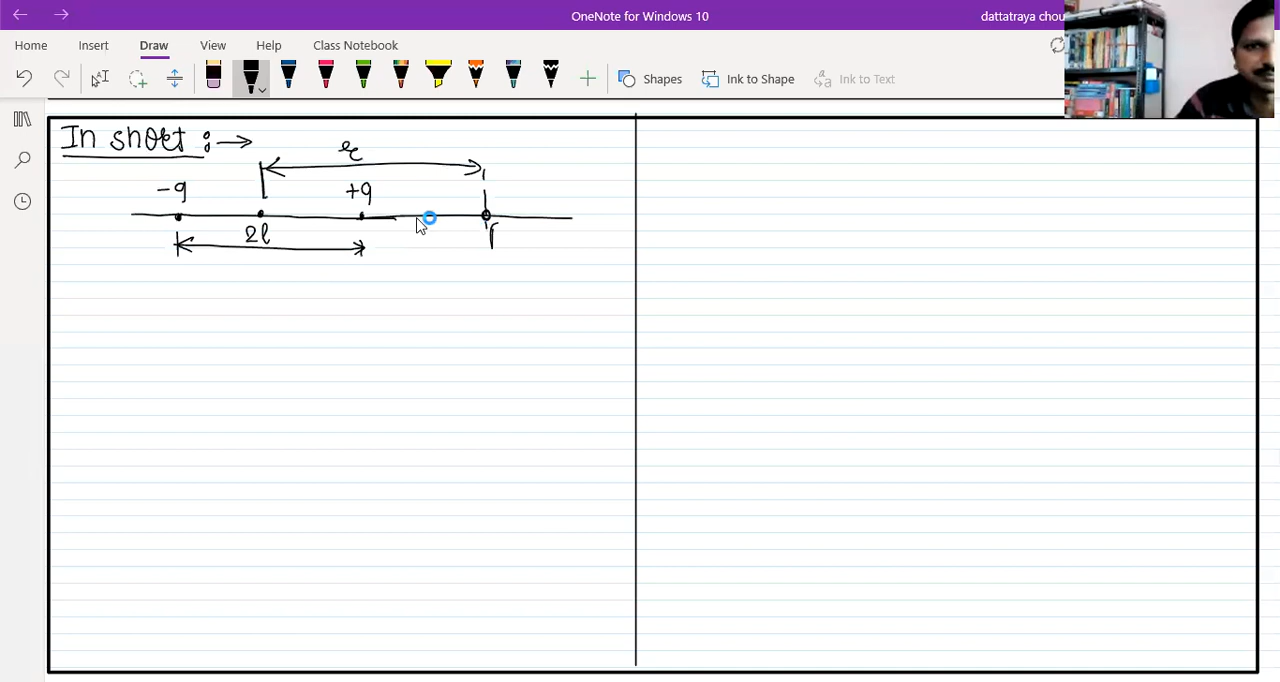 OneNote for Windows 10
dattatraya chou
Home Insert Draw View Help Class Notebook
Shapes Ink to Shape Ink to Text
In short :→
r
-q +q
2l
P